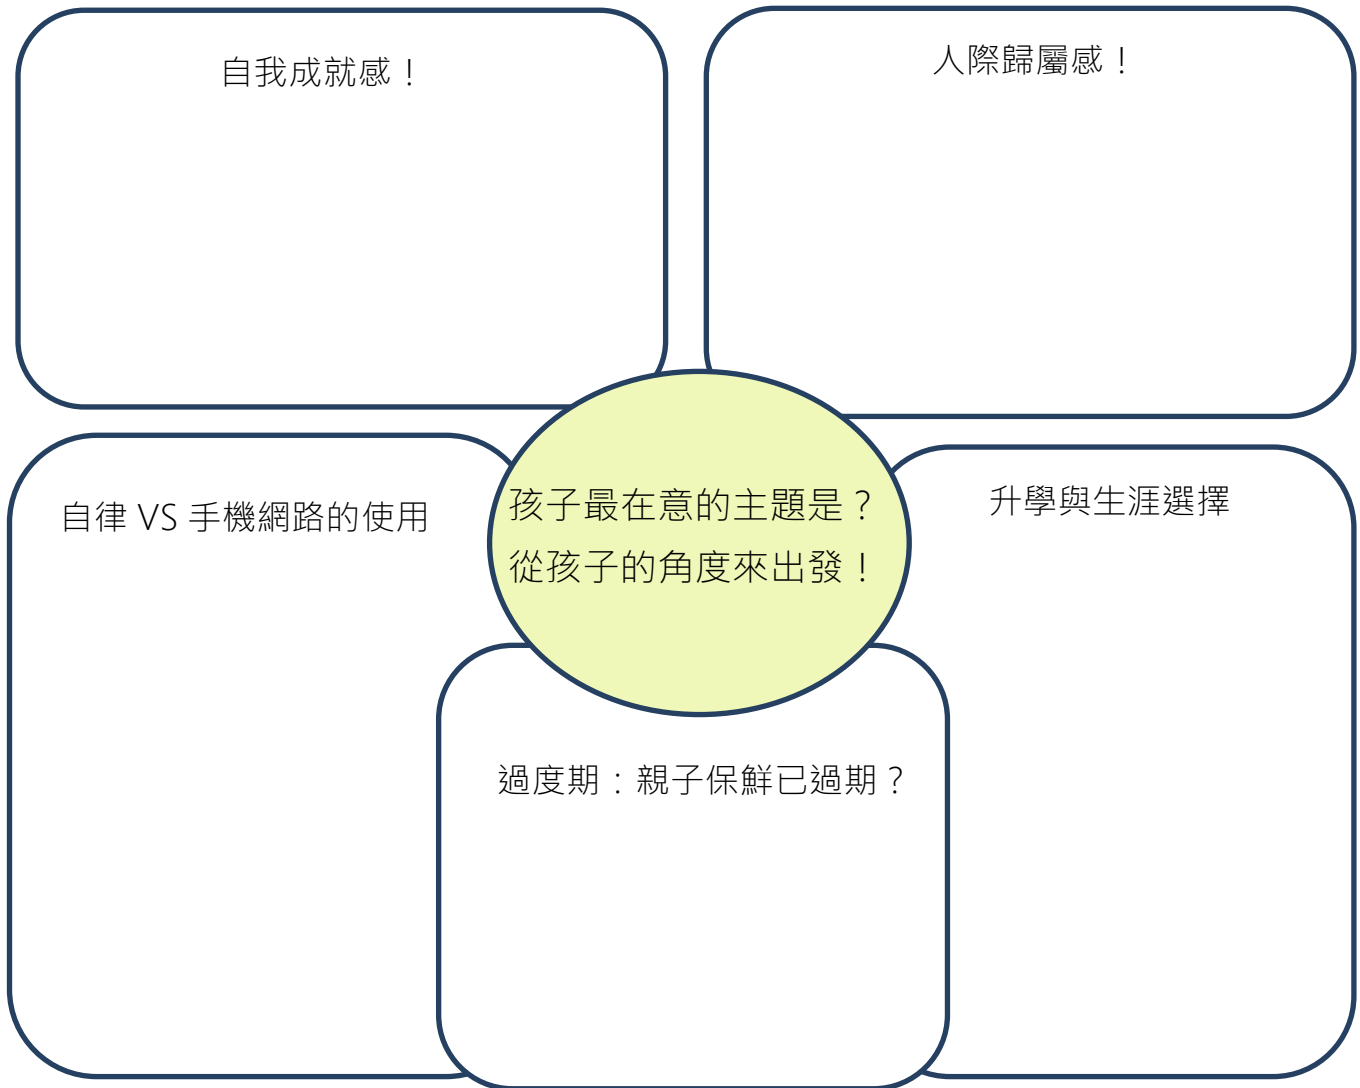 自我成就感！
人際歸屬感！
自律 VS 手機網路的使用
孩子最在意的主題是？
從孩子的角度來出發！
升學與生涯選擇
過度期：親子保鮮已過期？